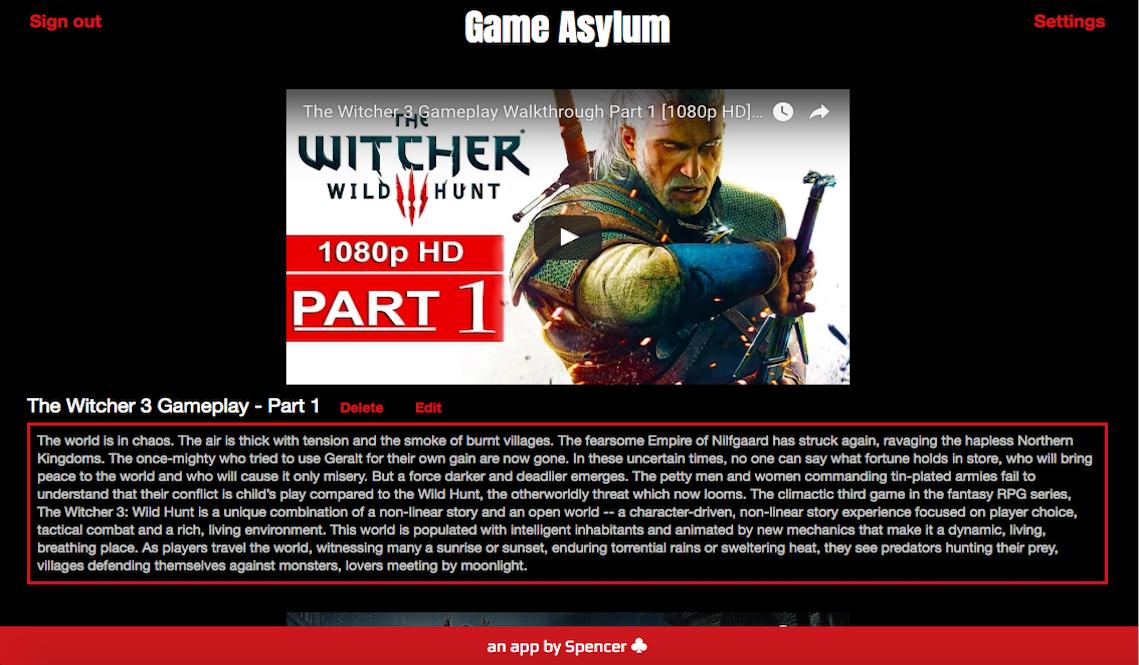 Sign out
Game Asylum
Settings
The Witcher 3 Gameplay Walkthrough Part 1 [1080p HD]...
THE
WITCHER
WILD HUNT
1080p HD
PART 1
The Witcher 3 Gameplay - Part 1
Delete
Edit
The world is in chaos. The air is thick with tension and the smoke of burnt villages. The fearsome Empire of Nilfgaard has struck again, ravaging the hapless Northern
Kingdoms. The once-mighty who tried to use Geralt for their own gain are now gone. In these uncertain times, no one can say what fortune holds in store, who will bring
peace to the world and who will cause it only misery. But a force darker and deadlier emerges. The petty men and women commanding tin-plated armies fail to
understand that their conflict is child's play compared to the Wild Hunt, the otherworldly threat which now looms. The climactic third game in the fantasy RPG series,
The Witcher 3: Wild Hunt is a unique combination of a non-linear story and an open world -- a character-driven, non-linear story experience focused on player choice,
tactical combat and a rich, living environment. This world is populated with intelligent inhabitants and animated by new mechanics that make it a dynamic, living,
breathing place. As players travel the world, witnessing many a sunrise or sunset, enduring torrential rains or sweltering heat, they see predators hunting their prey,
villages defending themselves against monsters, lovers meeting by moonlight.
an app by Spencer ♣